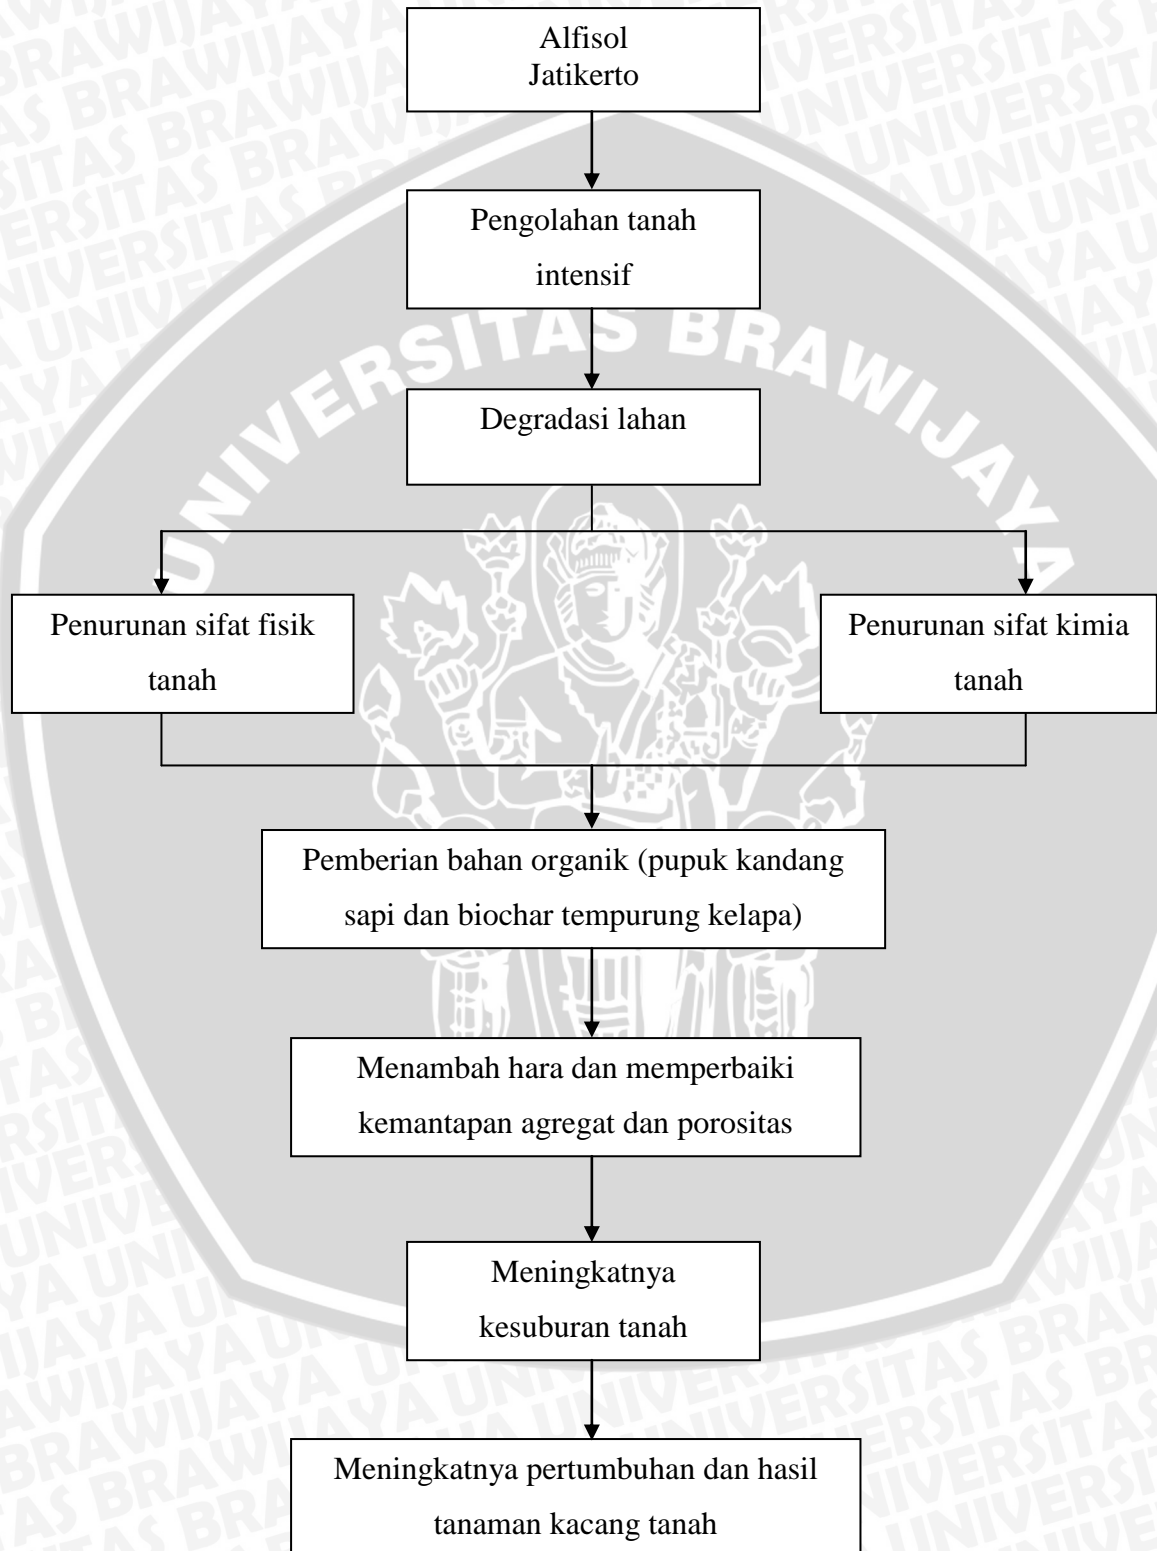 Alfisol
Jatikerto
Pengolahan tanah
intensif
UNIVERSITAS BRAWIJAYA
Degradasi lahan
Penurunan sifat fisik
tanah
Penurunan sifat kimia
tanah
Pemberian bahan organik (pupuk kandang
sapi dan biochar tempurung kelapa)
Menambah hara dan memperbaiki
kemantapan agregat dan porositas
Meningkatnya
kesuburan tanah
Meningkatnya pertumbuhan dan hasil
tanaman kacang tanah